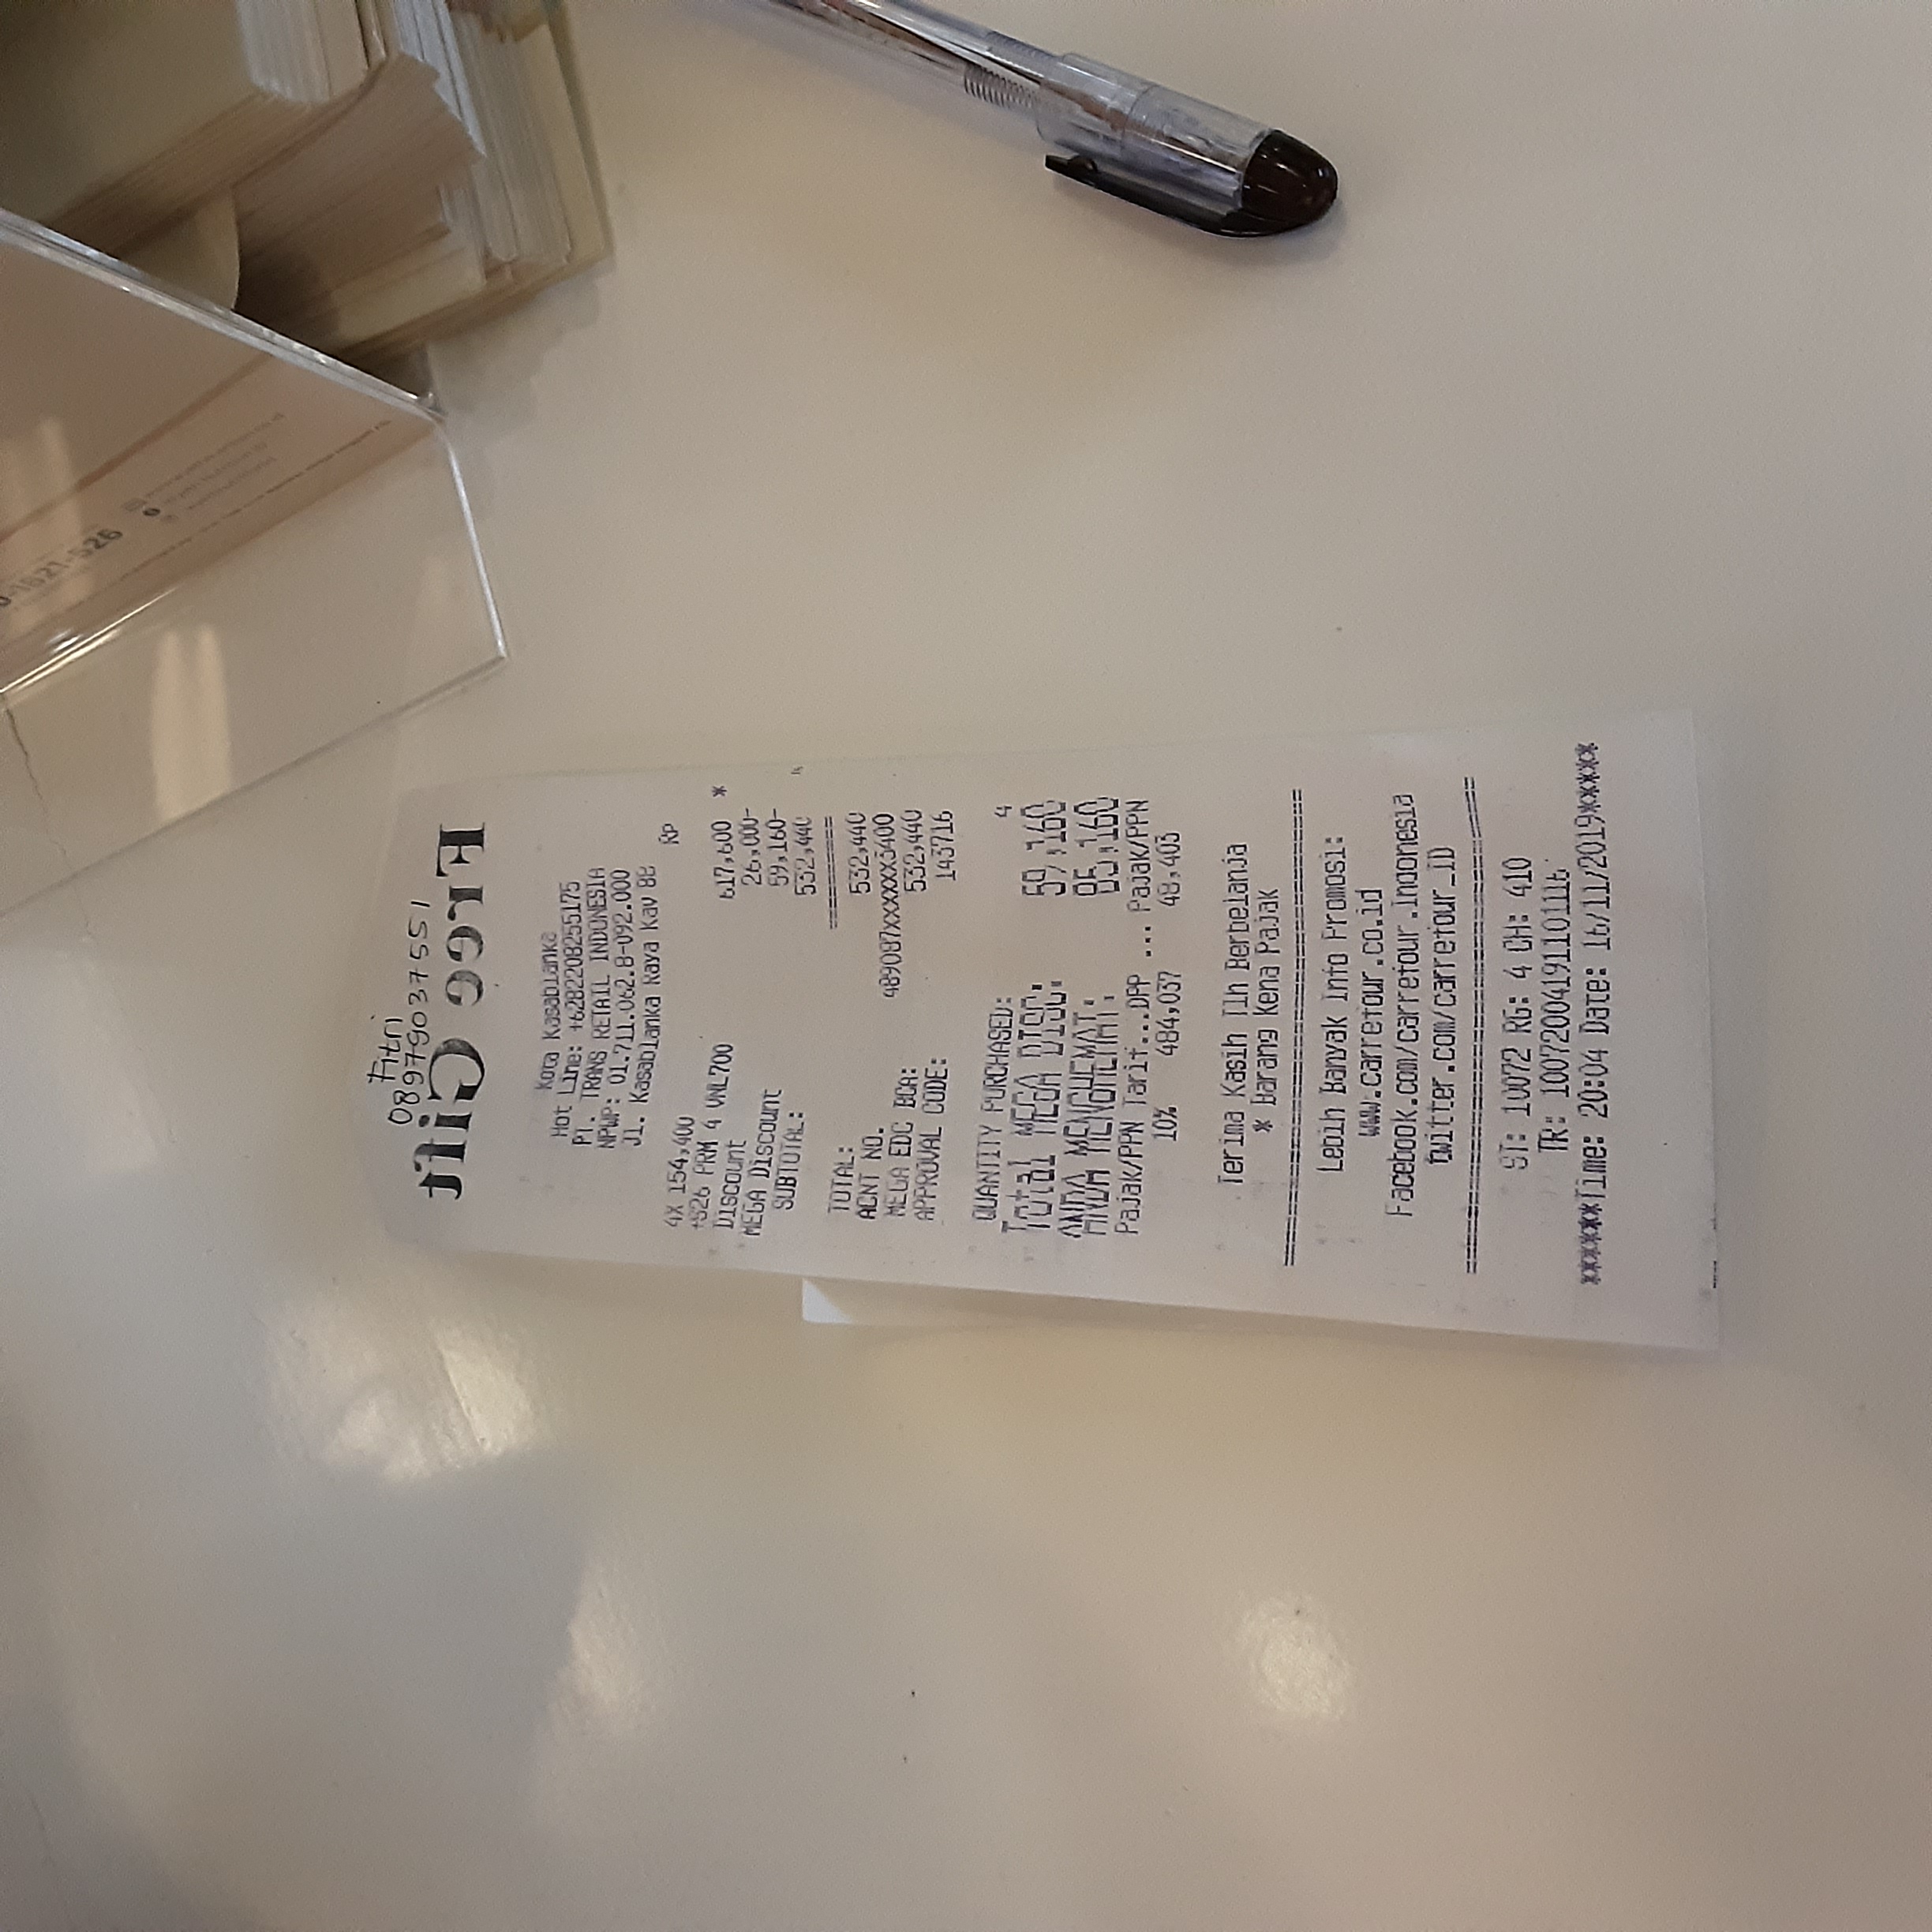 0-1827-526
Fitri
08979037551
Free Gift
Kota Kasablanka
Hot Line: +6282208255175
PT. TRANS RETAIL INDONESIA
NPWP: 01.711.062.8-092.000
Jl. Kasablanka Raya Kav 88
RP
4X 154,400
+S26 PRM 4 VNL700 617,600 *
Discount 26,000-
MEGA Discount 59,160-
SUBTOTAL: 532,440
==========
TOTAL: 532,440
ACNT NO. 489087XXXXXX3400
MEGA EDC BCA: 532,440
APPROVAL CODE: 143716
QUANTITY PURCHASED: 4
Total MEGA DISC: 59,160
ANDA MENGHEMAT: 85,160
Pajak/PPN Tarif...DPP ... Pajak/PPN
10% 484,037 48,403
Terima Kasih Tlh Berbelanja
* Barang Kena Pajak
Lebih Banyak Info Promosi:
www.carrefour.co.id
Facebook.com/carrefour.Indonesia
twitter.com/carrefour_ID
ST: 10072 RG: 4 CH: 410
TR: 10072004191101116
******Time: 20:04 Date: 16/11/2019*****